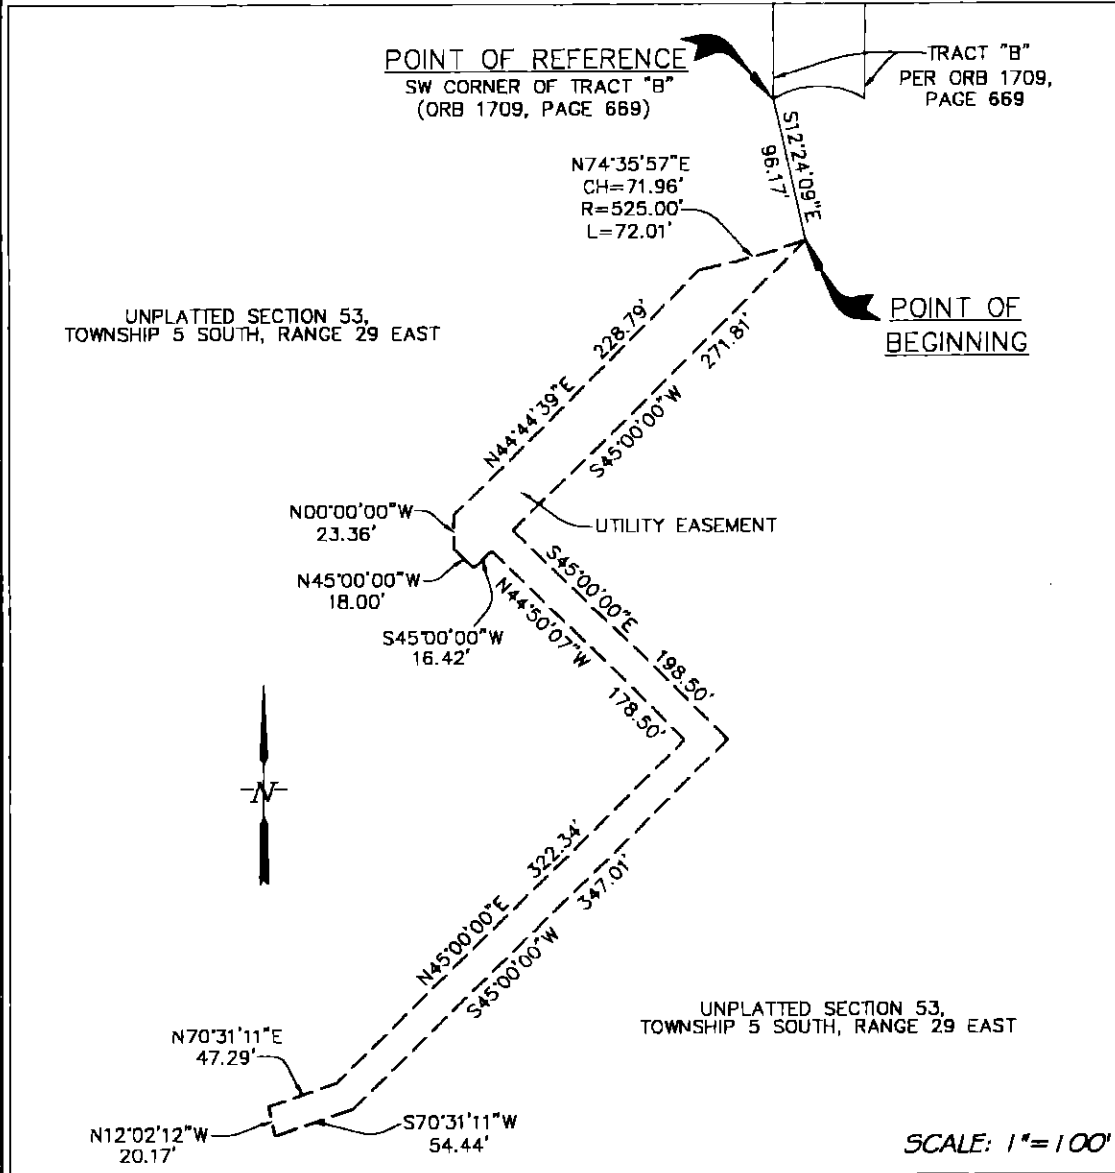 POINT OF REFERENCE
SW CORNER OF TRACT "B"
(ORB 1709, PAGE 669)
TRACT "B"
PER ORB 1709,
PAGE 669
S12°24'09"E
96.17'
N74°35'57"E
CH=71.96'
R=525.00'
L=72.01'
POINT OF
BEGINNING
UNPLATTED SECTION 53,
TOWNSHIP 5 SOUTH, RANGE 29 EAST
N44°44'39"E 228.79'
S45°00'00"W 271.81'
N00°00'00"W
23.36'
UTILITY EASEMENT
N45°00'00"W
18.00'
S45°00'00"W
16.42'
S45°00'00"E 198.50'
N44°50'07"W 178.50'
N
N45°00'00"E 322.34'
S45°00'00"W 347.01'
UNPLATTED SECTION 53,
TOWNSHIP 5 SOUTH, RANGE 29 EAST
N70°31'11"E
47.29'
N12°02'12"W
20.17'
S70°31'11"W
54.44'
SCALE: 1"=100'